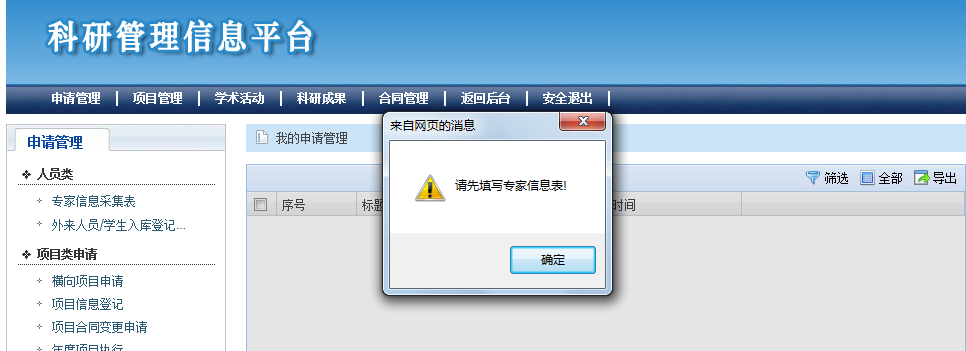 科研管理信息平台
申请管理 项目管理 学术活动 科研成果 合同管理 返回后台 安全退出
来自网页的消息
请先填写专家信息表!
确定
申请管理
人员类
专家信息采集表
外来人员/学生入库登记...
项目类申请
横向项目申请
项目信息登记
项目合同变更申请
年度项目执行
我的申请管理
筛选 全部 导出
序号 标题 时间